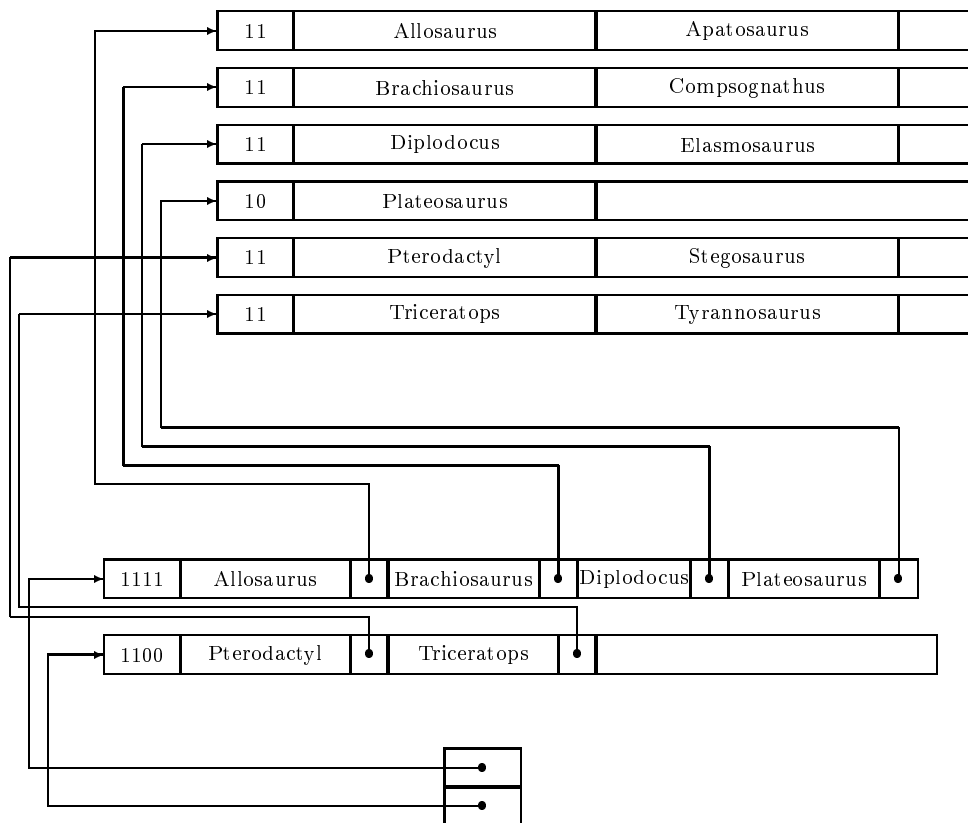 11 Allosaurus Apatosaurus
11 Brachiosaurus Compsognathus
11 Diplodocus Elasmosaurus
10 Plateosaurus
11 Pterodactyl Stegosaurus
11 Triceratops Tyrannosaurus
1111 Allosaurus Brachiosaurus Diplodocus Plateosaurus
1100 Pterodactyl Triceratops